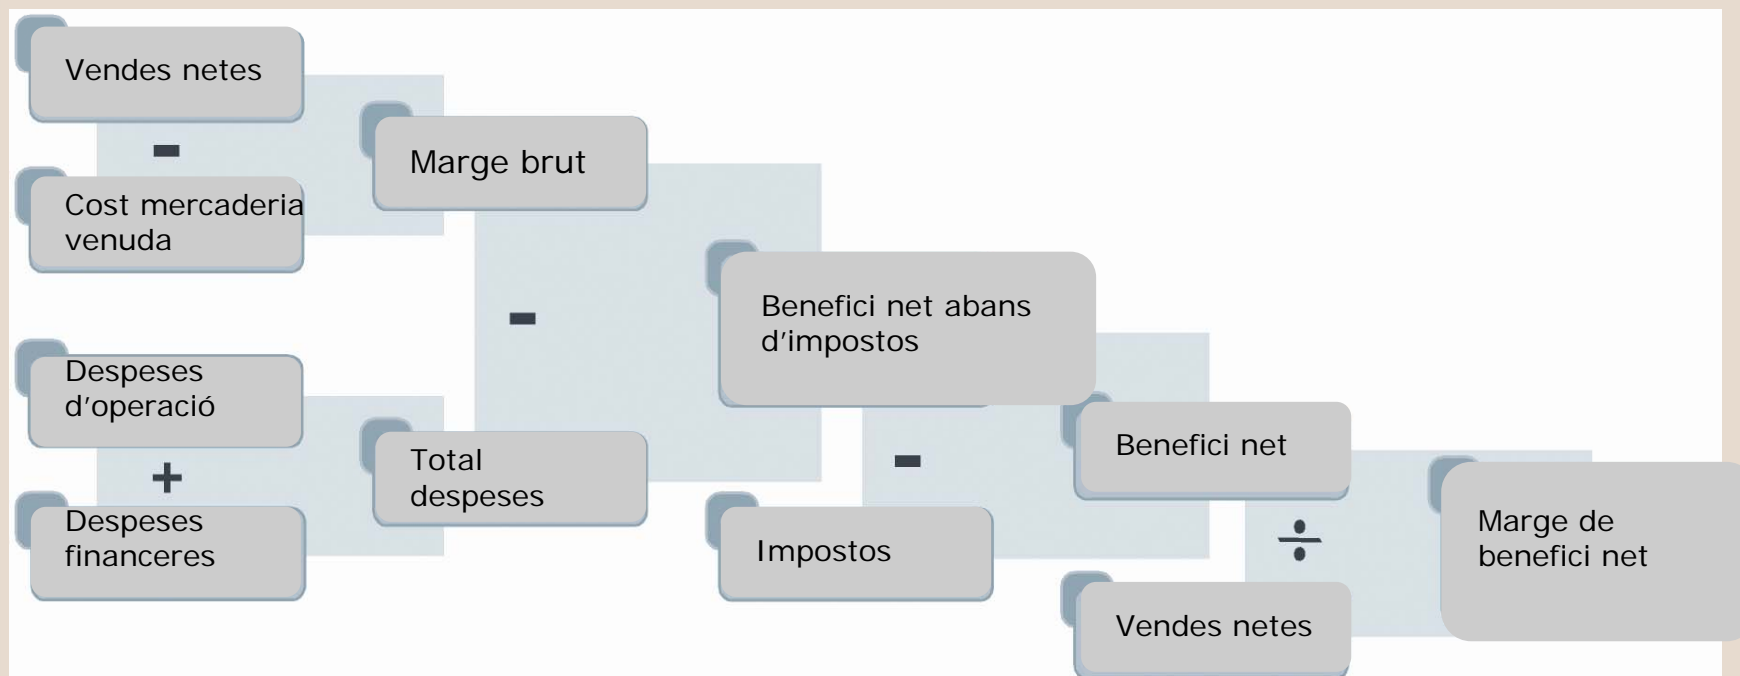 Vendes netes
-
Cost mercaderia
venuda
Marge brut
-
Despeses
d’operació
+
Despeses
financeres
Total
despeses
Benefici net abans
d’impostos
-
Impostos
Benefici net
÷
Vendes netes
Marge de
benefici net